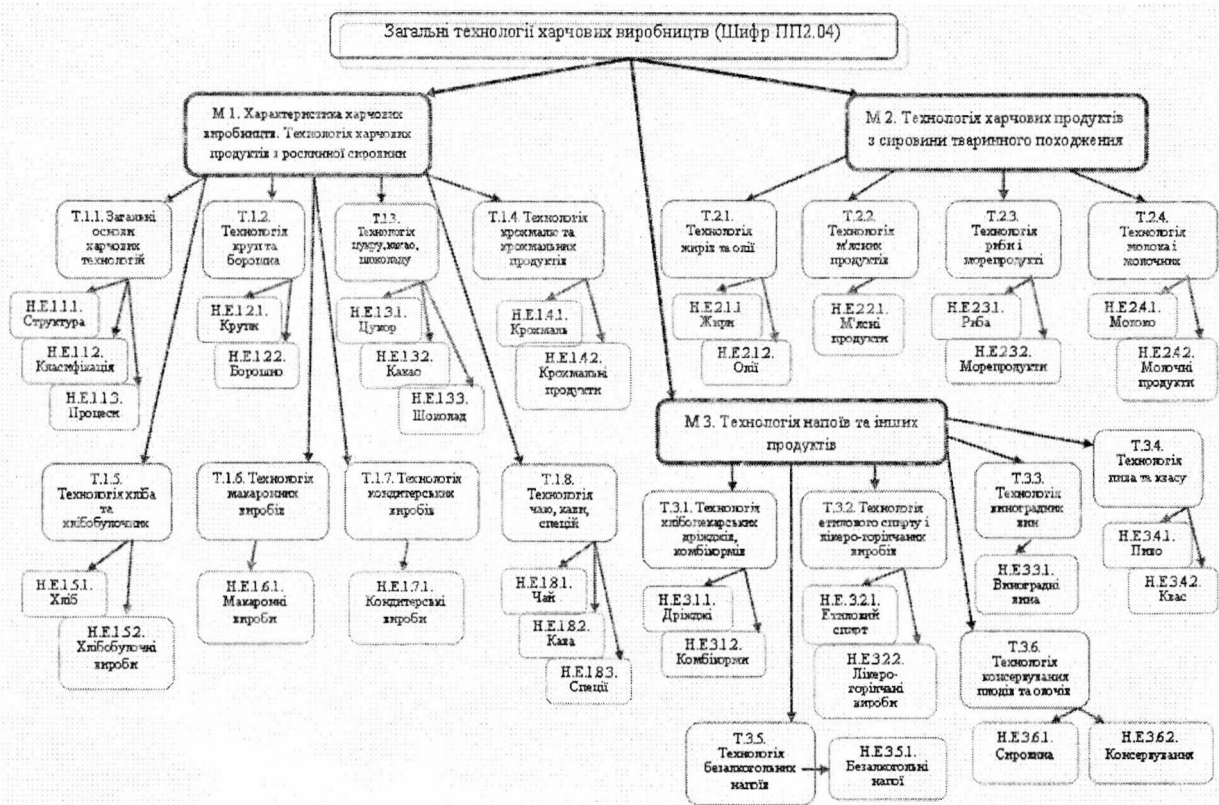 Загальні технології харчових виробництв (Шифр ПП2.04)
М 1. Характеристика харчових
виробництв. Технологія харчових
продуктів з рослинної сировини
М 2. Технологія харчових продуктів
з сировини тваринного походження
Т.1.1. Загальні
основи
харчових
технологій
Т.1.2.
Технологія
круп та
борошна
Т.1.3.
Технологія
цукру, какао,
шоколаду
Т.1.4. Технологія
крохмалю та
крохмальних
продуктів
Т.2.1.
Технологія
жирів та олії
Т.2.2.
Технологія
м'ясних
продуктів
Т.2.3.
Технологія
риби і
морепродукті
Т.2.4.
Технологія
молока і
молочних
Н.Е.1.1.1.
Структура
Н.Е.1.1.2.
Класифікація
Н.Е.1.1.3.
Процеси
Н.Е.1.2.1.
Крупи
Н.Е.1.2.2.
Борошно
Н.Е.1.3.1.
Цукор
Н.Е.1.3.2.
Какао
Н.Е.1.3.3.
Шоколад
Н.Е.1.4.1.
Крохмаль
Н.Е.1.4.2.
Крохмальні
продукти
Н.Е.2.1.1
Жири
Н.Е.2.1.2.
Олії
Н.Е.2.2.1.
М'ясні
продукти
Н.Е.2.3.1.
Риба
Н.Е.2.3.2.
Морепродукти
Н.Е.2.4.1.
Молоко
Н.Е.2.4.2.
Молочні
продукти
М 3. Технологія напоїв та інших
продуктів
Т.1.5.
Технологія хліба
та
хлібобулочних
Т.1.6. Технологія
макаронних
виробів
Т.1.7. Технологія
кондитерських
виробів
Т.1.8.
Технологія
чаю, кави,
спецій
Т.3.1. Технологія
хлібопекарських
дріжджів,
комбікормів
Т.3.2. Технологія
етилового спирту і
лікеро-горілчаних
виробів
Т.3.3.
Технологія
виноградних
вин
Т.3.4.
Технологія
пива та квасу
Н.Е.1.5.1.
Хліб
Н.Е.1.5.2.
Хлібобулочні
вироби
Н.Е.1.6.1.
Макаронні
вироби
Н.Е.1.7.1.
Кондитерські
вироби
Н.Е.1.8.1.
Чай
Н.Е.1.8.2.
Кава
Н.Е.1.8.3.
Спеції
Н.Е.3.1.1.
Дріжджі
Н.Е.3.1.2.
Комбікорми
Н.Е.3.2.1.
Етиловий
спирт
Н.Е.3.2.2.
Лікеро-
горілчані
вироби
Н.Е.3.3.1.
Виноградні
вина
Н.Е.3.4.1.
Пиво
Н.Е.3.4.2.
Квас
Т.3.6.
Технологія
консервування
плодів та овочів
Т.3.5.
Технологія
безалкогольних
напоїв
Н.Е.3.5.1.
Безалкогольні
напої
Н.Е.3.6.1.
Сировина
Н.Е.3.6.2.
Консервування